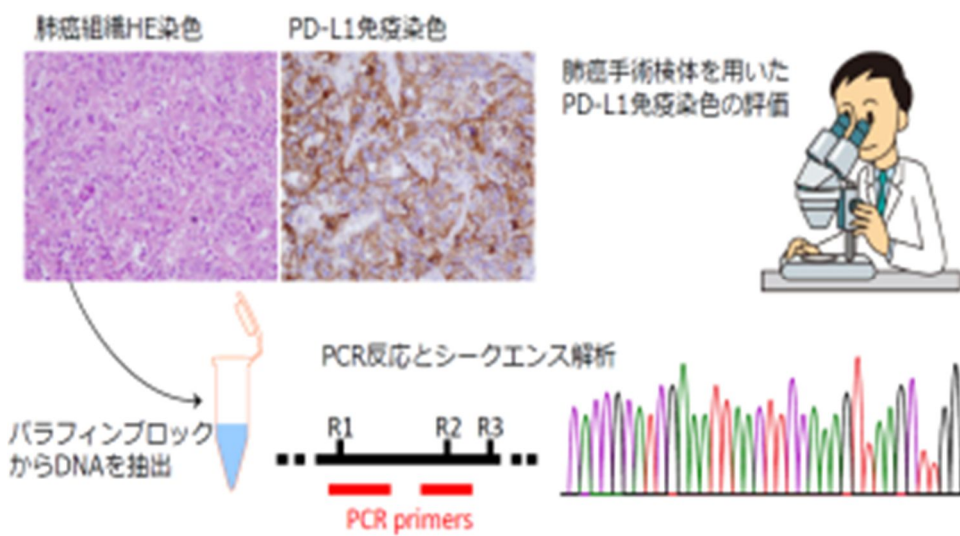 肺癌組織HE染色
PD-L1免疫染色
肺癌手術検体を用いた
PD-L1免疫染色の評価
パラフィンブロック
からDNAを抽出
PCR反応とシークエンス解析
R1
R2
R3
PCR primers